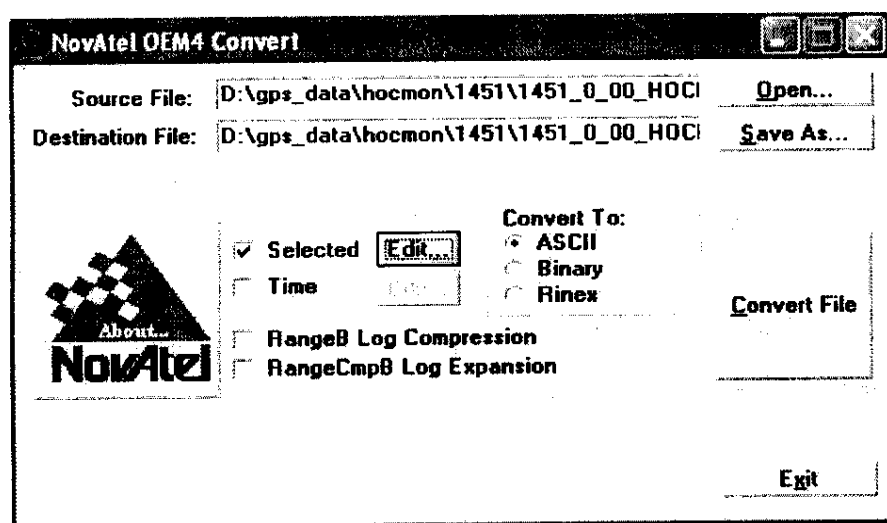 NovAtel OEM4 Convert
Source File: D:\gps_data\hocmon\1451\1451_0_00_HOCI Open...
Destination File: D:\gps_data\hocmon\1451\1451_0_00_HOCI Save As...
Convert To:
Selected Edit... ASCII
Binary
Time Edit... Rinex
Convert File
About...
NovAtel
RangeB Log Compression
RangeCmpB Log Expansion
Exit